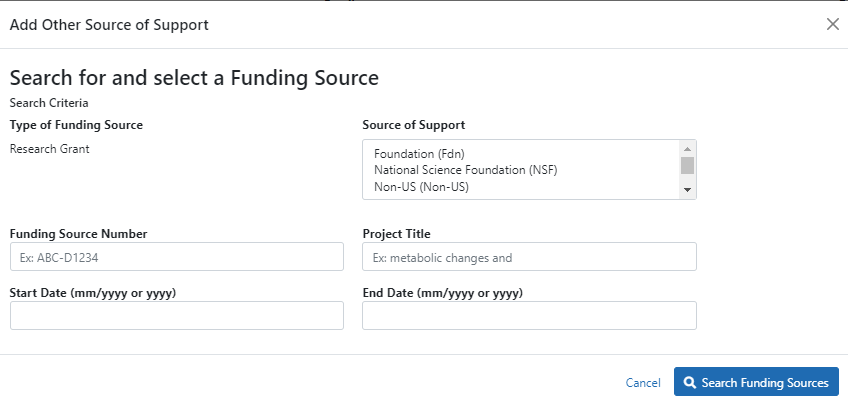 Add Other Source of Support
Search for and select a Funding Source
Search Criteria
Type of Funding Source
Source of Support
Research Grant
Foundation (Fdn)
National Science Foundation (NSF)
Non-US (Non-US)
Funding Source Number
Project Title
Ex: ABC-D1234
Ex: metabolic changes and
Start Date (mm/yyyy or yyyy)
End Date (mm/yyyy or yyyy)
Cancel
Search Funding Sources